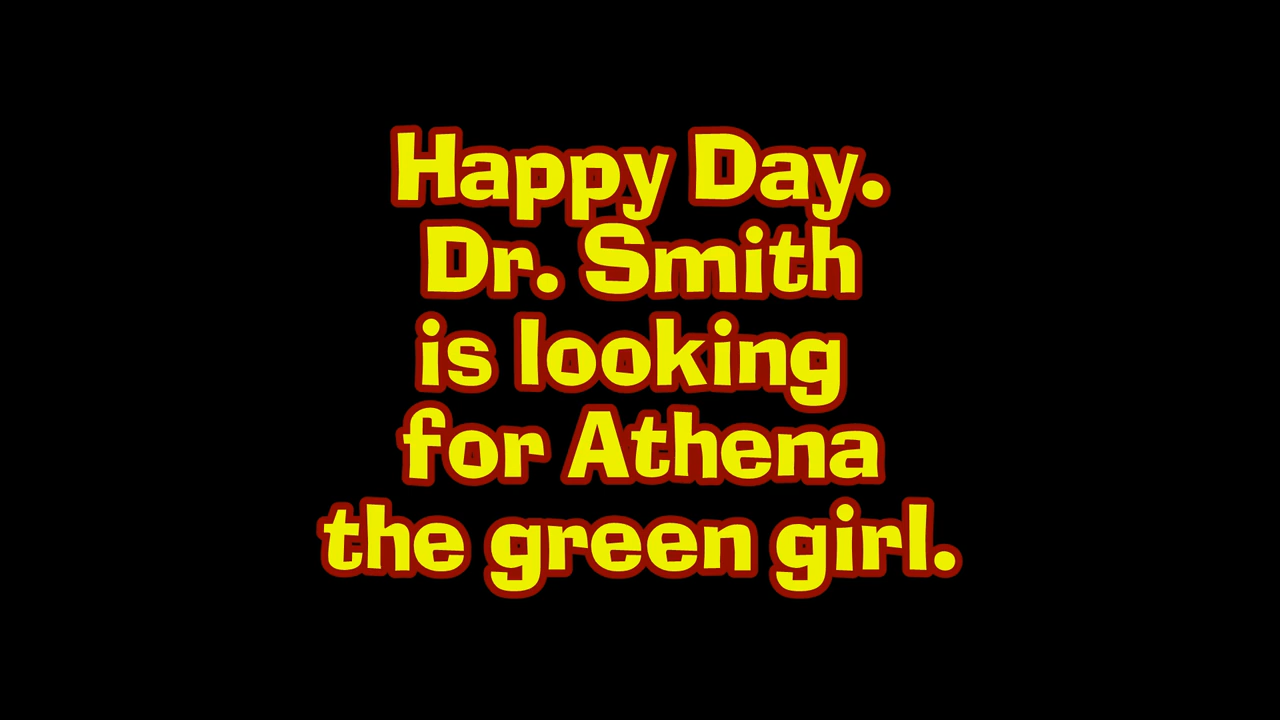 Happy Day.
Dr. Smith
is looking
for Athena
the green girl.